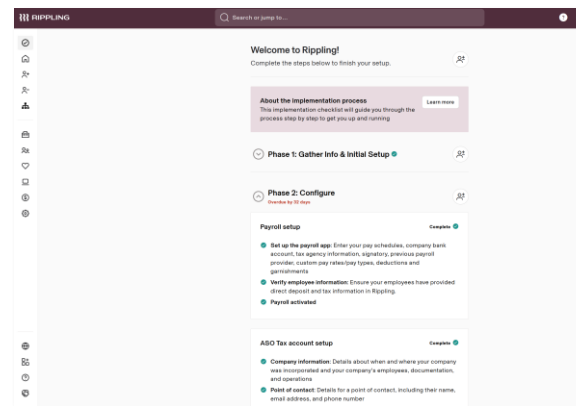 RIPPLING
Search or jump to...
Welcome to Rippling!
Complete the steps below to finish your setup.
About the implementation process
This implementation checklist will guide you through the
process step by step to get you up and running
Learn more
Phase 1: Gather Info & Initial Setup
Phase 2: Configure
Overdue by 32 days
Payroll setup
Complete
Set up the payroll app: Enter your pay schedules, company bank
account, tax agency information, signatory, previous payroll
provider, custom pay rates/pay types, deductions and
garnishments
Verify employee information: Ensure your employees have provided
direct deposit and tax information in Rippling.
Payroll activated
ASO Tax account setup
Complete
Company information: Details about when and where your company
was incorporated and your company's employees, documentation,
and operations
Point of contact: Details for a point of contact, including their name,
email address, and phone number